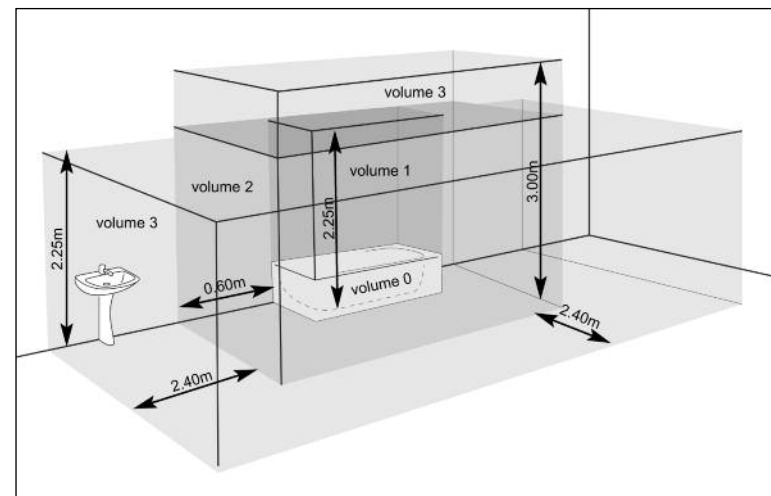 volume 3
volume 2
volume 1
2.25m
3.00m
2.25m
volume 3
0.60m
volume 0
2.40m
2.40m